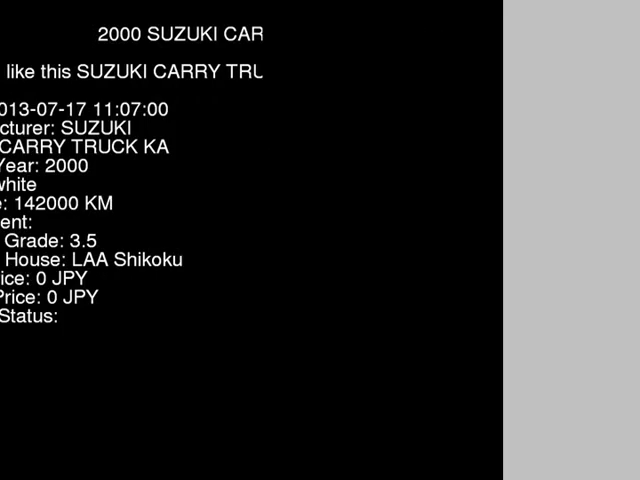 2000 SUZUKI CAR
like this SUZUKI CARRY TRU
013-07-17 11:07:00
cturer: SUZUKI
CARRY TRUCK KA
Year: 2000
white
e: 142000 KM
ent:
Grade: 3.5
House: LAA Shikoku
ice: 0 JPY
Price: 0 JPY
Status: